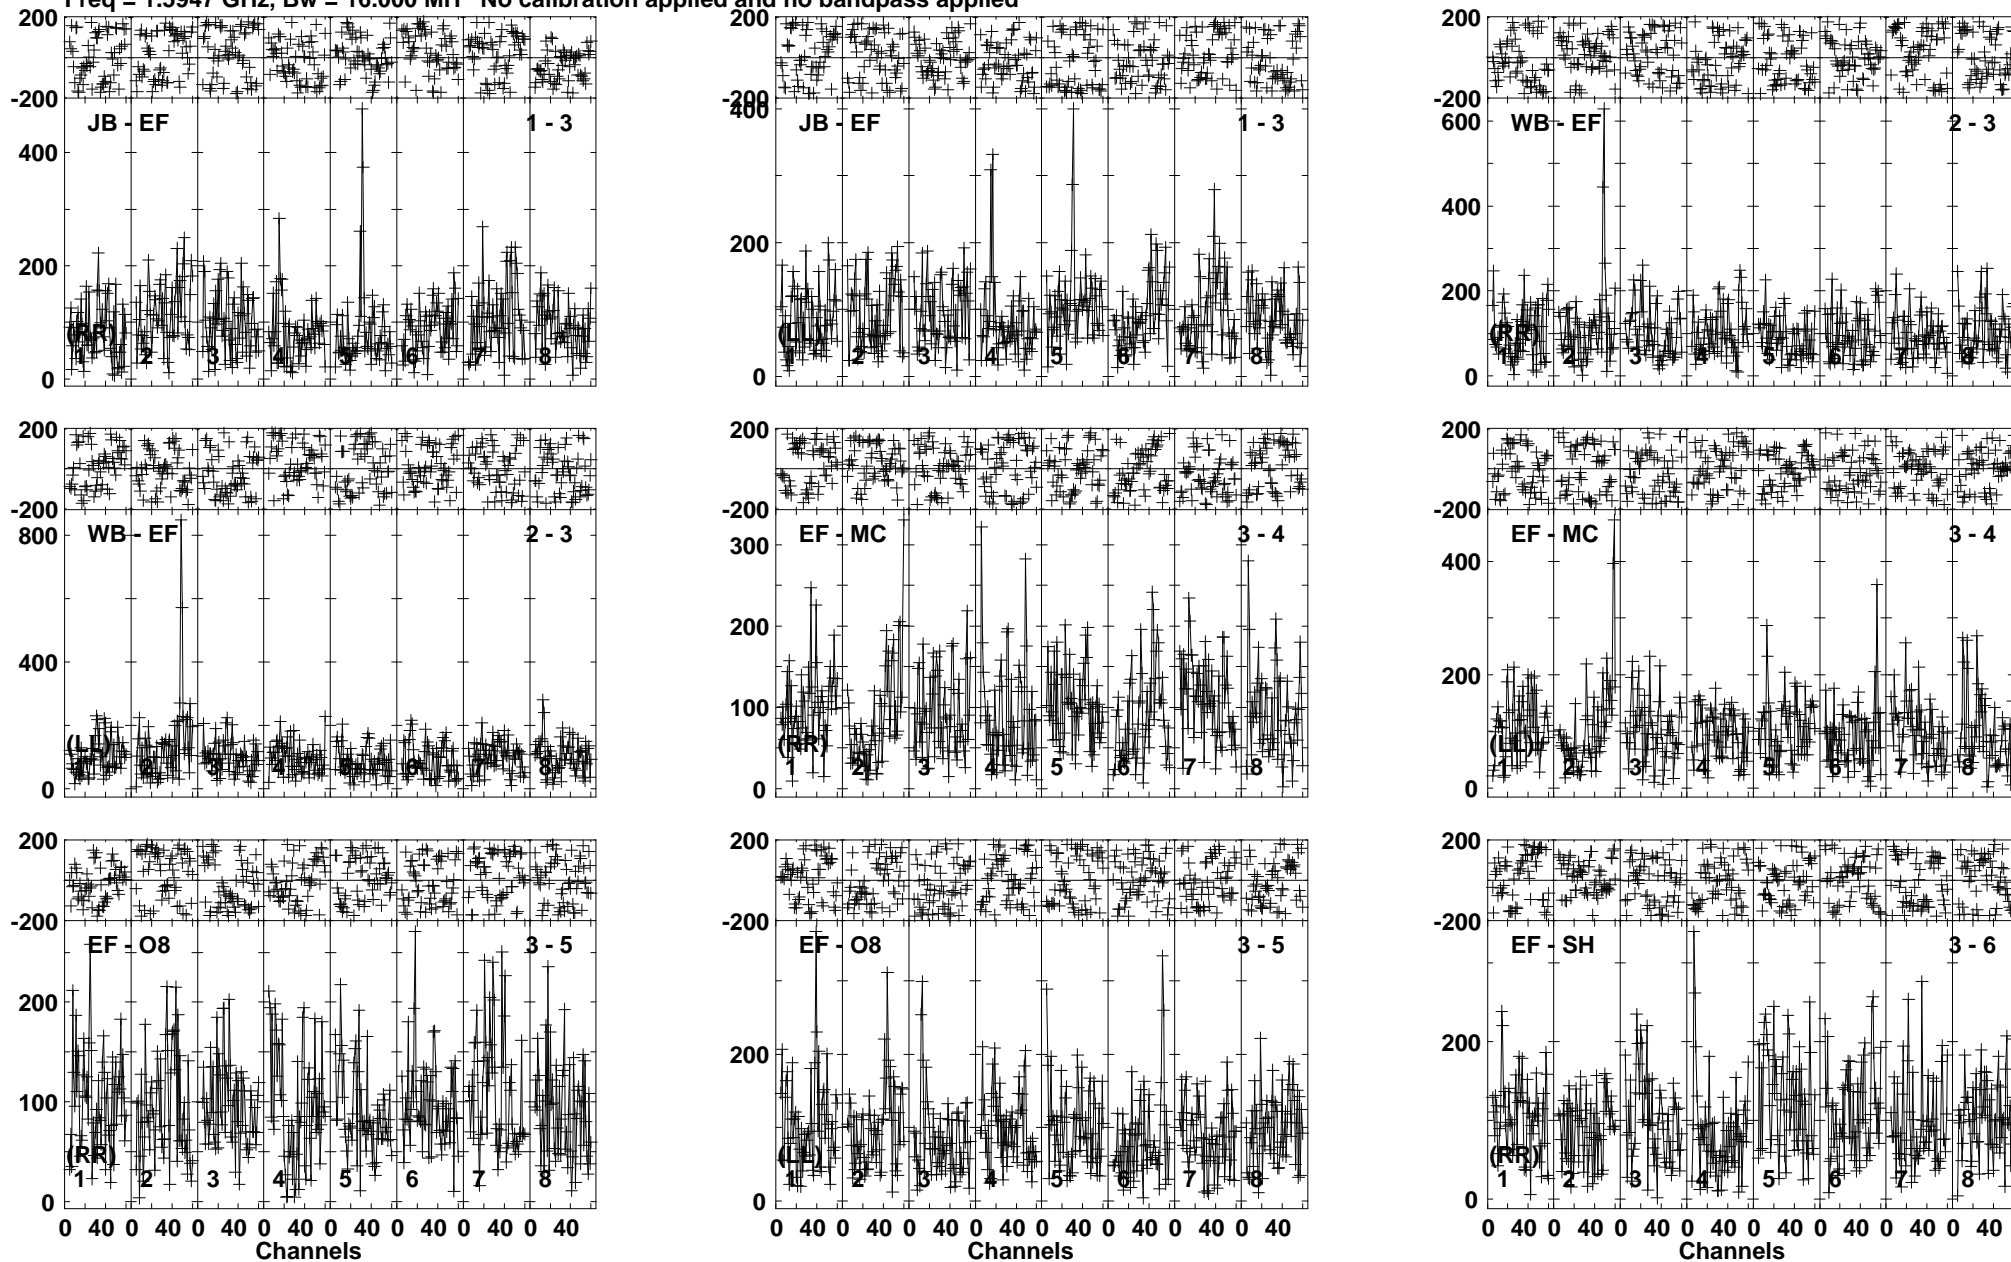 Freq = 1.5947 GHz, Bw = 16.000 MH No calibration applied and no bandpass applied
200 200 200
-200 -200 -200
JB - EF 1 - 3 JB - EF 1 - 3 WB - EF 2 - 3
400 400 600
400
200 200 200
(RR) (LL) (RR)
1 2 3 4 5 6 7 8 1 2 3 4 5 6 7 8 1 2 3 4 5 6 7 8
0 0 0
200 200 200
-200 -200 -200
WB - EF 2 - 3 EF - MC 3 - 4 EF - MC 3 - 4
800 300 400
400 200 200
100
(LL) (RR) (LL)
1 2 3 4 5 6 7 8 1 2 3 4 5 6 7 8 1 2 3 4 5 6 7 8
0 0 0
200 200 200
-200 -200 -200
EF - O8 3 - 5 EF - O8 3 - 5 EF - SH 3 - 6
200 200 200
100
(RR) (LL) (RR)
1 2 3 4 5 6 7 8 1 2 3 4 5 6 7 8 1 2 3 4 5 6 7 8
0 0 0
0 40 0 40 0 40 0 40 0 40 0 40 0 40 0 40 0 40 0 40 0 40 0 40 0 40 0 40 0 40 0 40 0 40 0 40 0 40 0 40 0 40 0 40 0 40 0 40
Channels Channels Channels